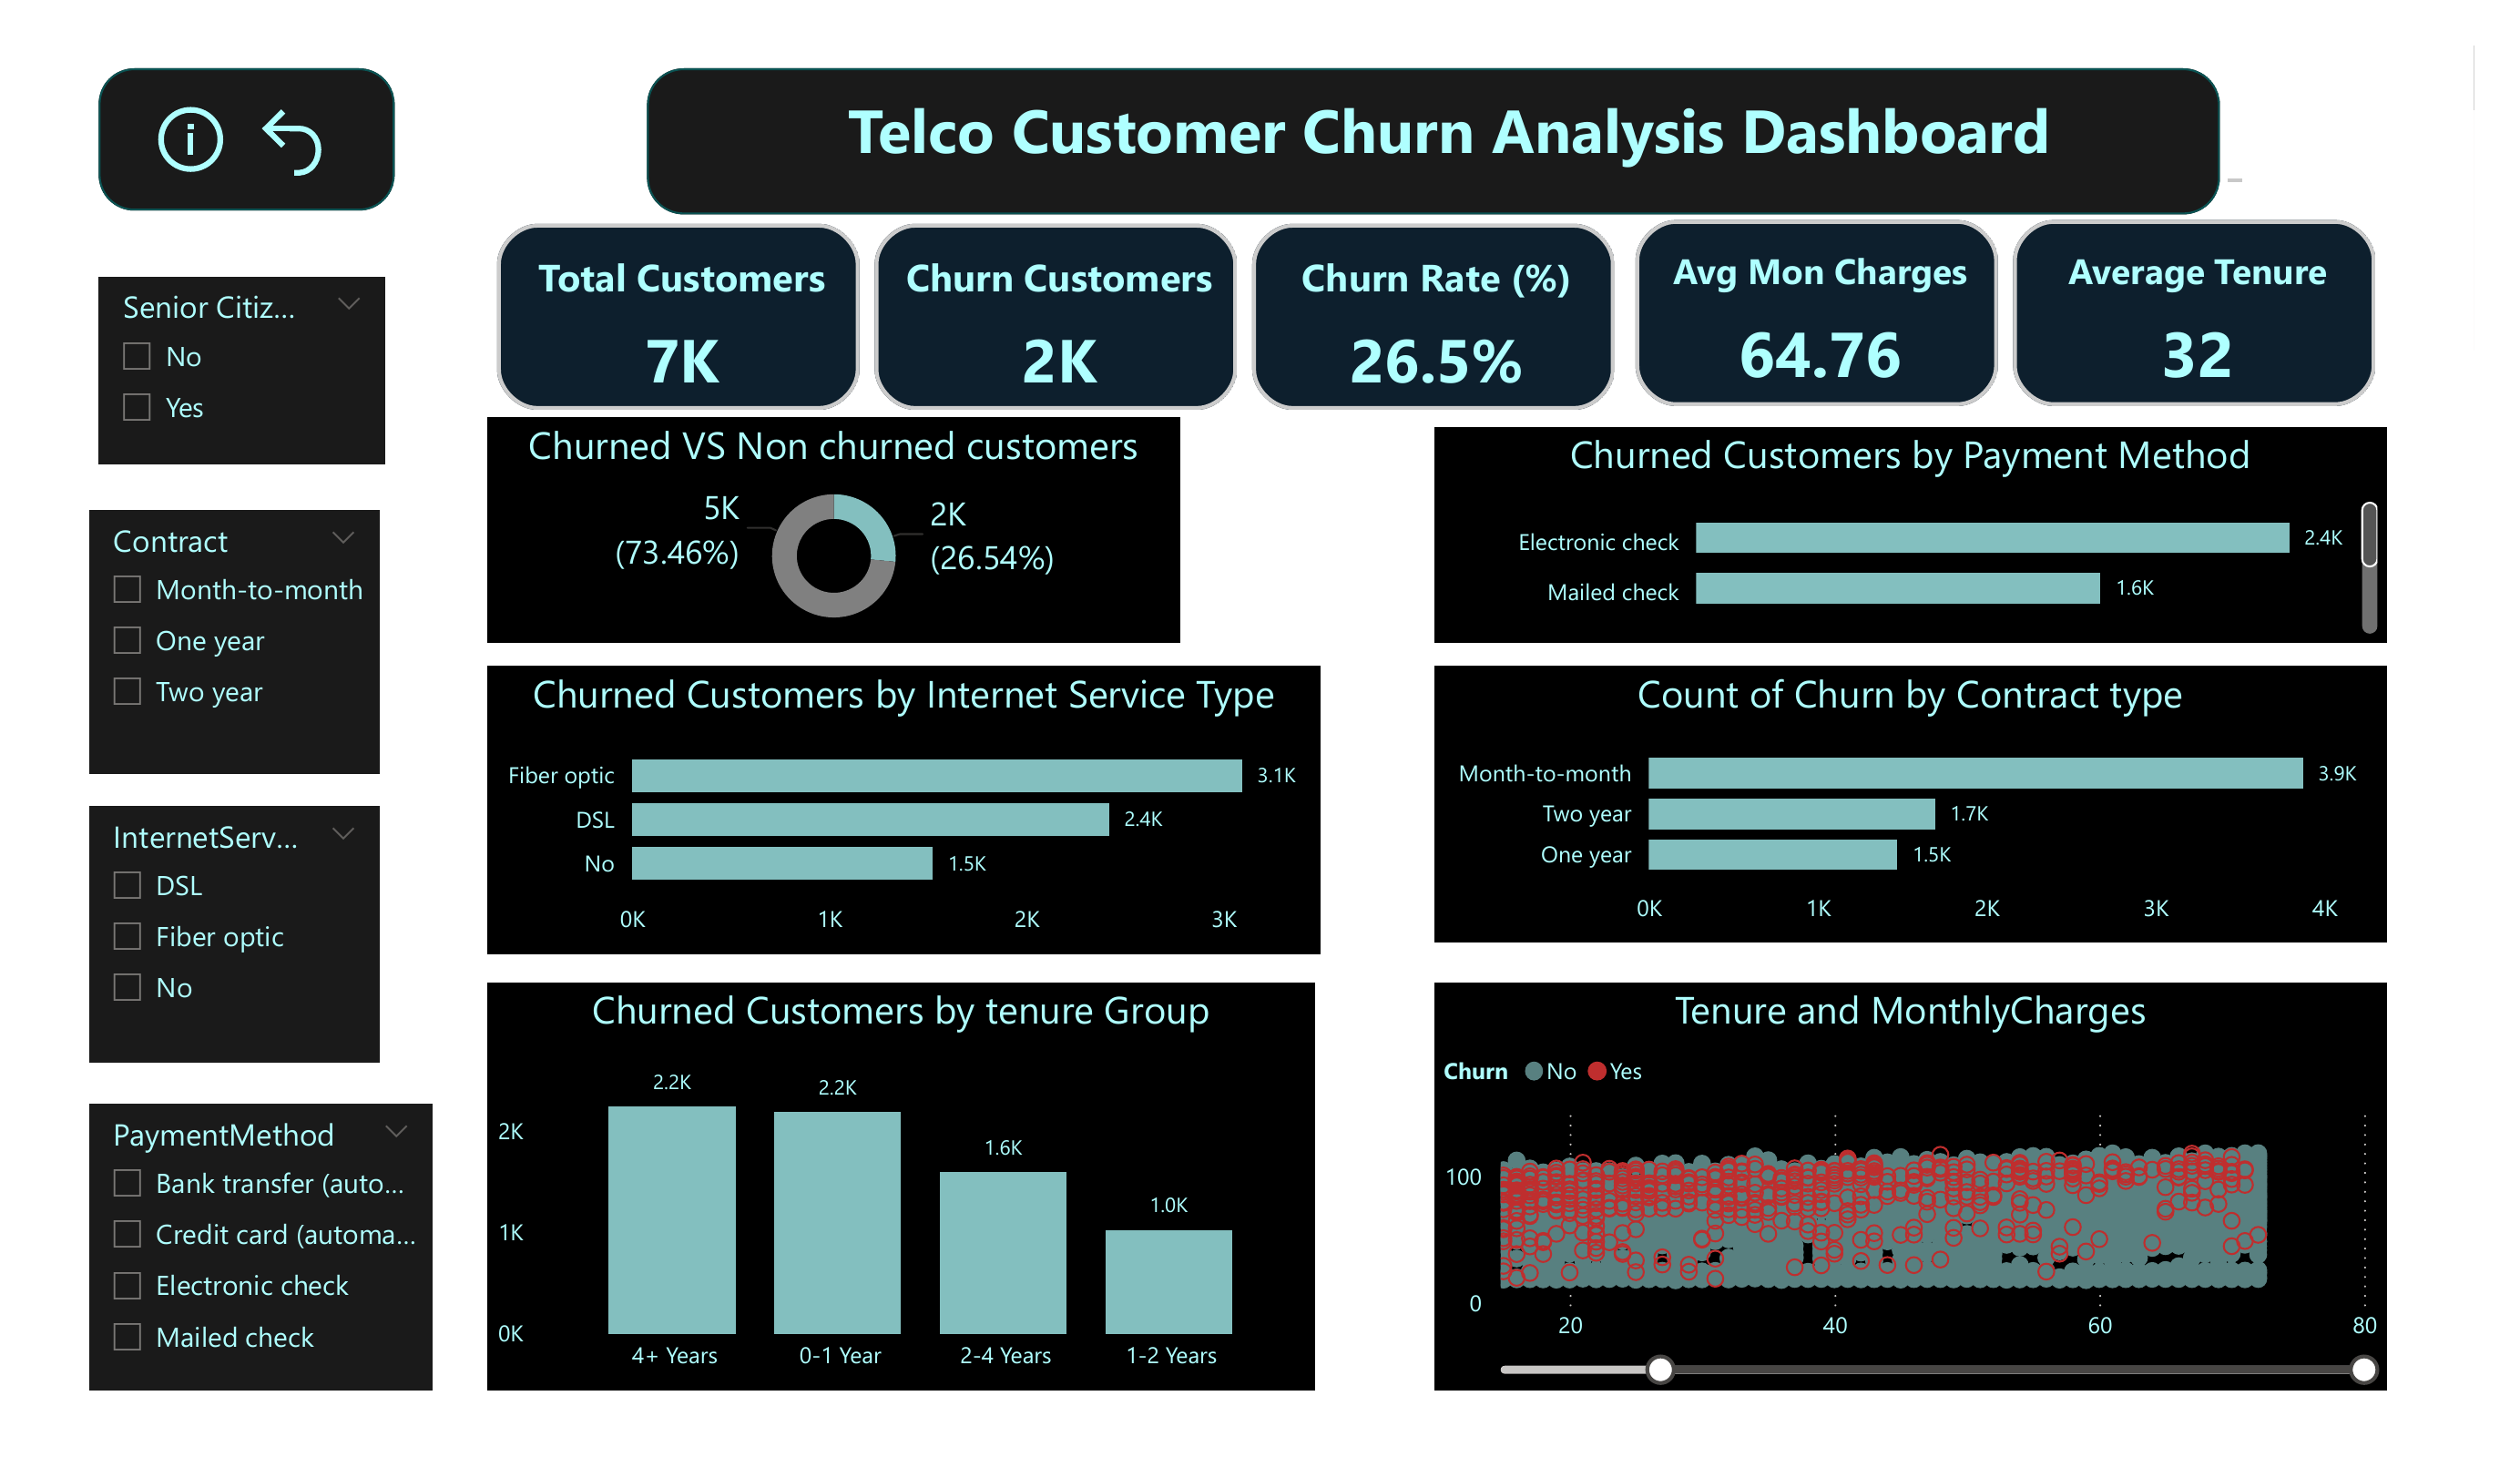 Telco Customer Churn Analysis Dashboard
Total Customers
7K
Churn Customers
2K
Churn Rate (%)
26.5%
Avg Mon Charges
64.76
Average Tenure
32
Senior Citiz...
No
Yes
Contract
Month-to-month
One year
Two year
InternetServ...
DSL
Fiber optic
No
PaymentMethod
Bank transfer (auto...
Credit card (automa...
Electronic check
Mailed check
Churned VS Non churned customers
5K
(73.46%)
2K
(26.54%)
Churned Customers by Payment Method
Electronic check 2.4K
Mailed check 1.6K
Churned Customers by Internet Service Type
Fiber optic 3.1K
DSL 2.4K
No 1.5K
0K 1K 2K 3K
Count of Churn by Contract type
Month-to-month 3.9K
Two year 1.7K
One year 1.5K
0K 1K 2K 3K 4K
Churned Customers by tenure Group
2.2K 2.2K 1.6K 1.0K
2K
1K
0K
4+ Years 0-1 Year 2-4 Years 1-2 Years
Tenure and MonthlyCharges
Churn No Yes
100
0
20 40 60 80